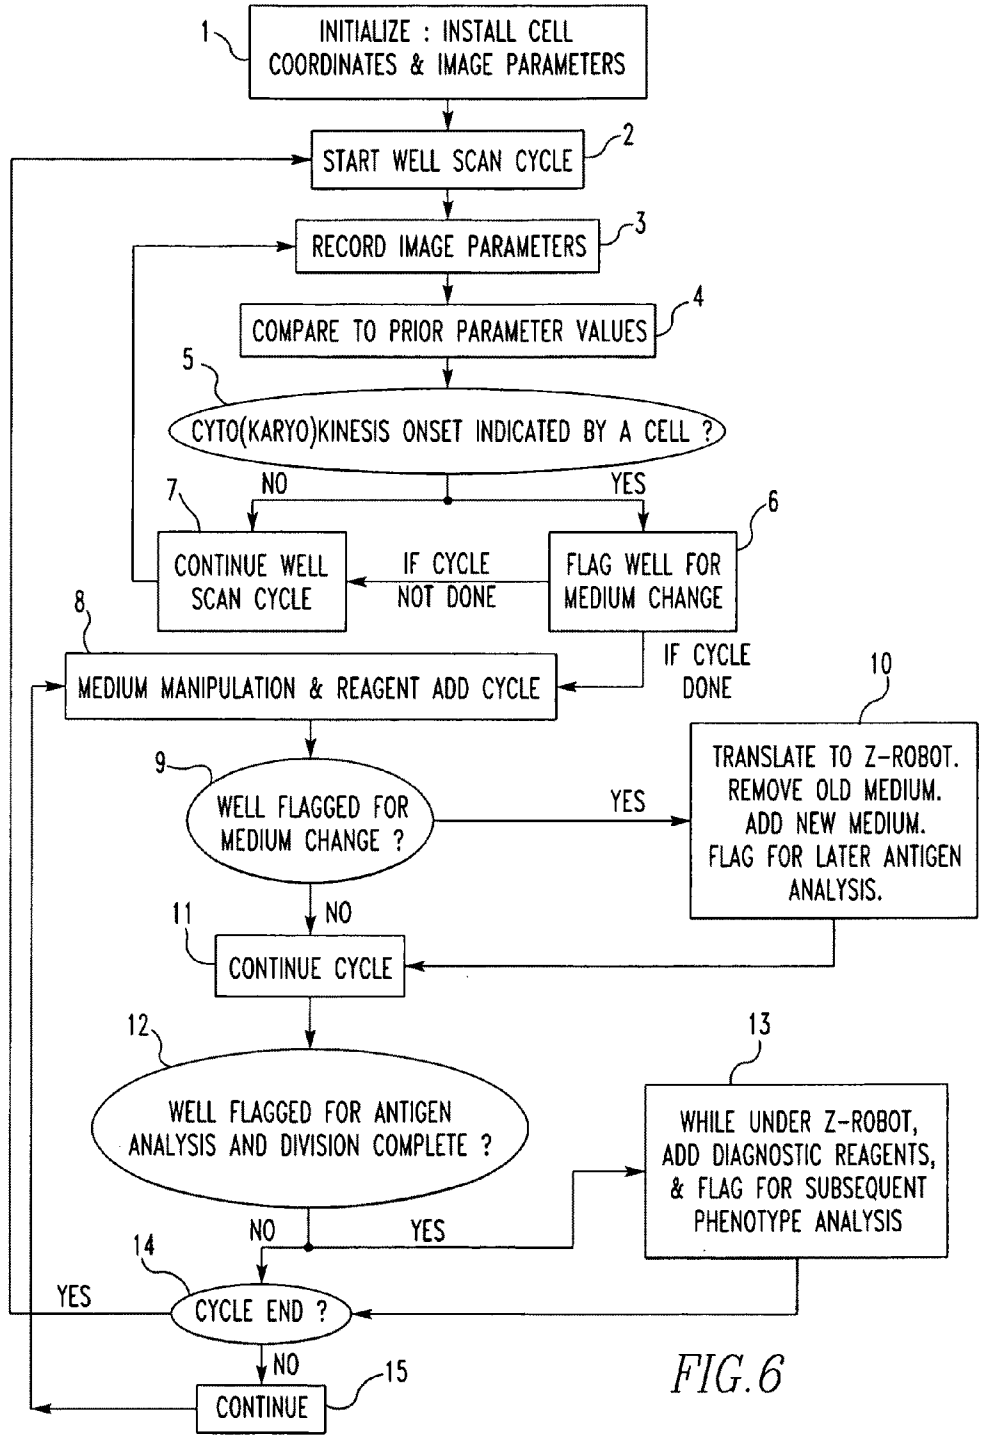 1
INITIALIZE : INSTALL CELL
COORDINATES & IMAGE PARAMETERS
2
START WELL SCAN CYCLE
3
RECORD IMAGE PARAMETERS
4
COMPARE TO PRIOR PARAMETER VALUES
5
CYTO(KARYO)KINESIS ONSET INDICATED BY A CELL ?
NO
YES
7
CONTINUE WELL
SCAN CYCLE
IF CYCLE
NOT DONE
6
FLAG WELL FOR
MEDIUM CHANGE
IF CYCLE
DONE
8
MEDIUM MANIPULATION & REAGENT ADD CYCLE
9
WELL FLAGGED FOR
MEDIUM CHANGE ?
YES
10
TRANSLATE TO Z-ROBOT.
REMOVE OLD MEDIUM.
ADD NEW MEDIUM.
FLAG FOR LATER ANTIGEN
ANALYSIS.
NO
11
CONTINUE CYCLE
12
WELL FLAGGED FOR ANTIGEN
ANALYSIS AND DIVISION COMPLETE ?
13
WHILE UNDER Z-ROBOT,
ADD DIAGNOSTIC REAGENTS,
& FLAG FOR SUBSEQUENT
PHENOTYPE ANALYSIS
NO
YES
14
CYCLE END ?
YES
NO
15
CONTINUE
FIG.6